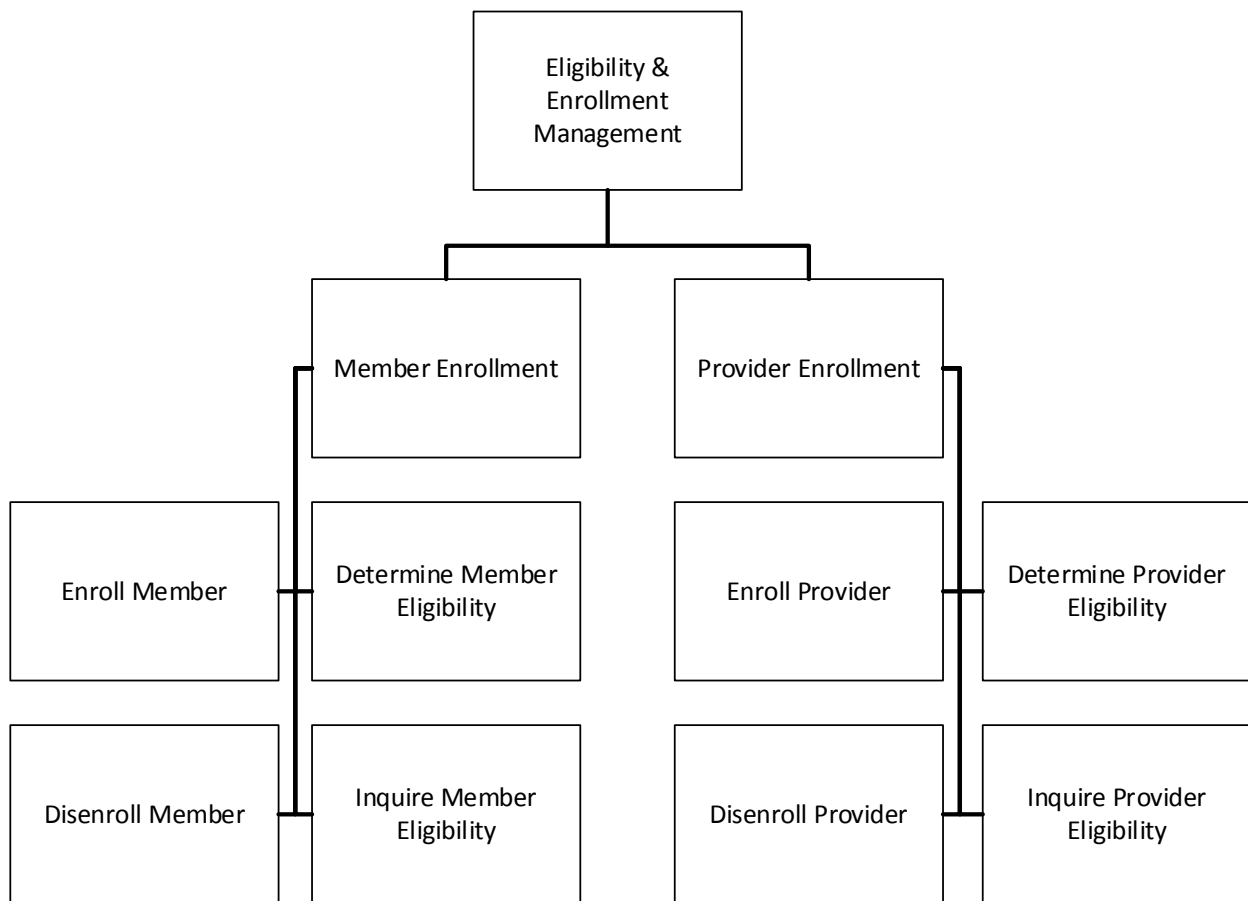 Eligibility &
Enrollment
Management
Member Enrollment
Provider Enrollment
Enroll Member
Determine Member
Eligibility
Enroll Provider
Determine Provider
Eligibility
Disenroll Member
Inquire Member
Eligibility
Disenroll Provider
Inquire Provider
Eligibility